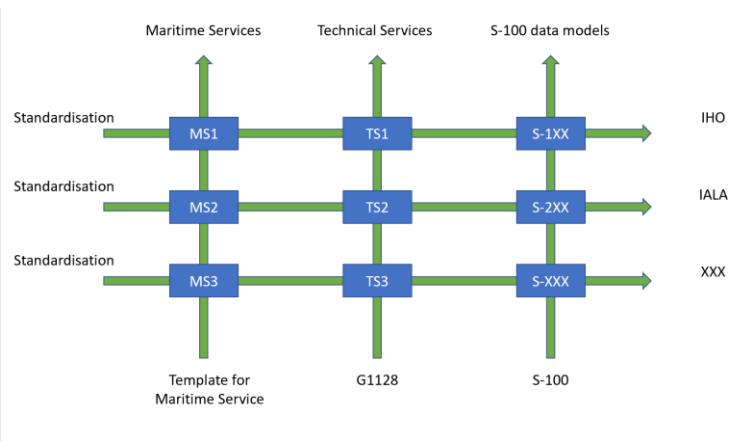 Maritime Services
Technical Services
S-100 data models
Standardisation
MS1
TS1
S-1XX
IHO
Standardisation
MS2
TS2
S-2XX
IALA
Standardisation
MS3
TS3
S-XXX
XXX
Template for
Maritime Service
G1128
S-100